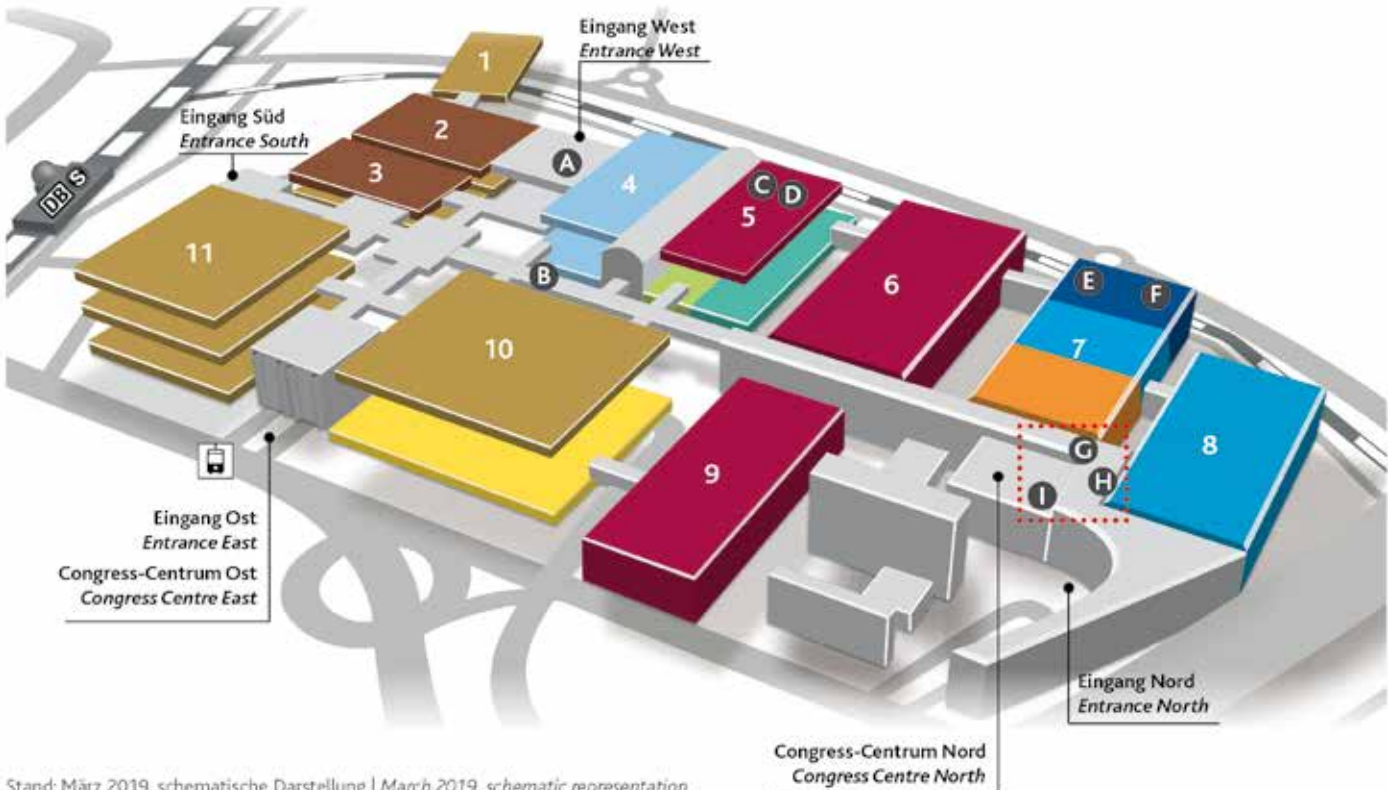 Eingang West
Entrance West
1
Eingang Süd
Entrance South
2
A
3
4
C
D
5
DB S
11
B
6
E
F
7
10
8
9
G
H
I
Eingang Ost
Entrance East
Congress-Centrum Ost
Congress Centre East
Eingang Nord
Entrance North
Congress-Centrum Nord
Congress Centre North
Stand: März 2019, schematische Darstellung | March 2019, schematic representation